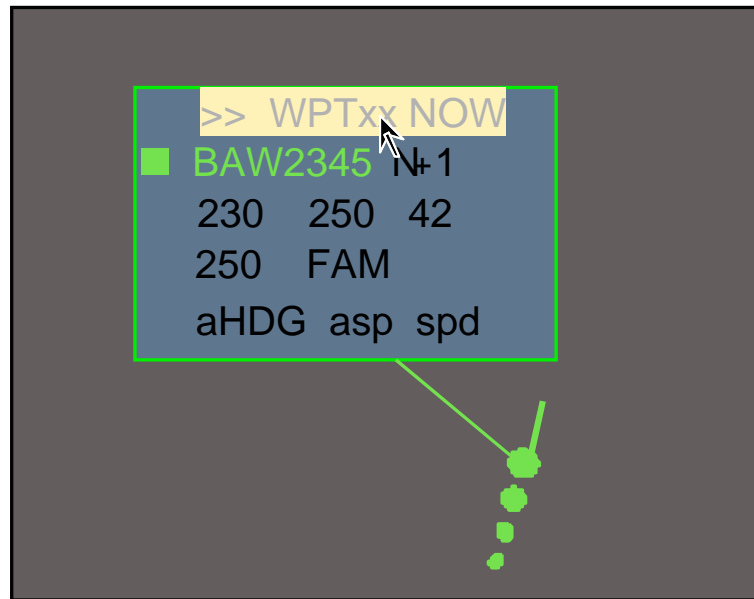 >> WPTxx NOW
BAW2345 N+1
230 250 42
250 FAM
aHDG asp spd